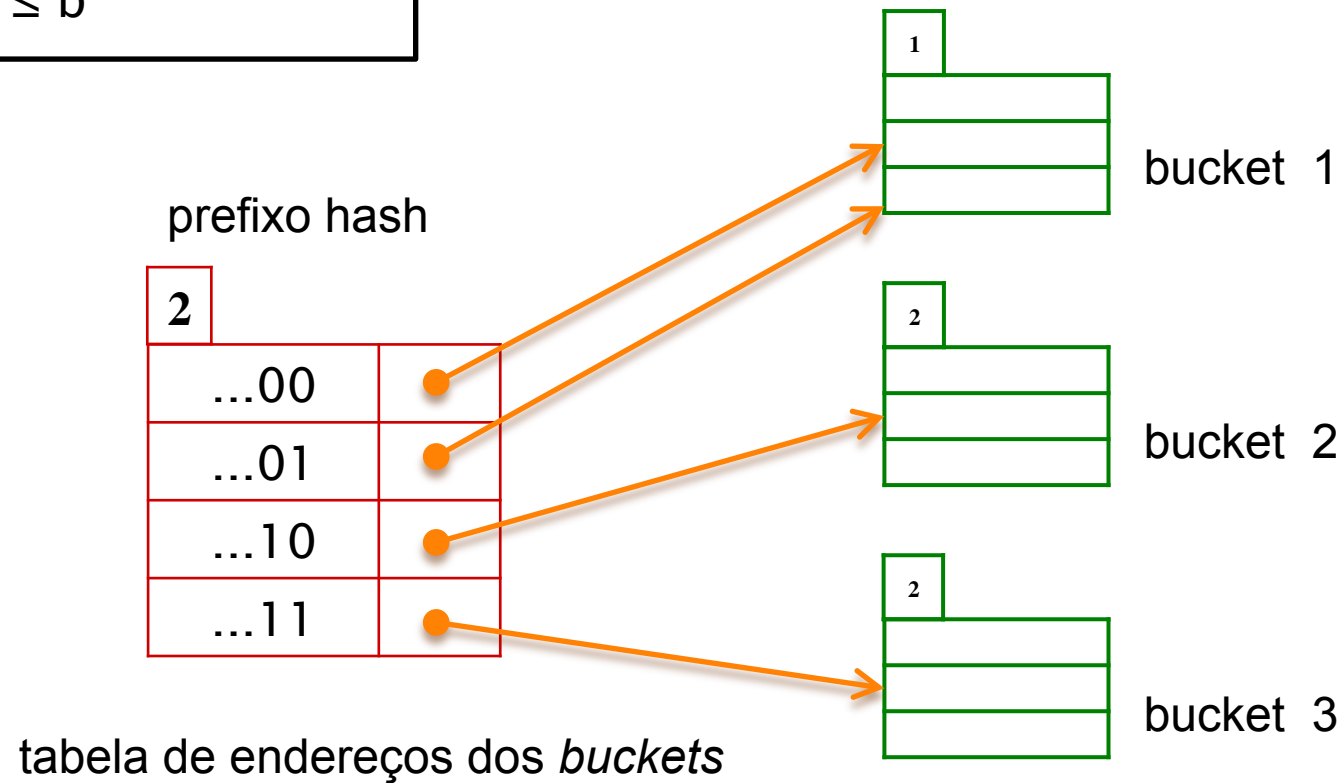 ≤ b
1
bucket 1
prefixo hash
2
...00
...01
...10
...11
2
bucket 2
2
bucket 3
tabela de endereços dos buckets